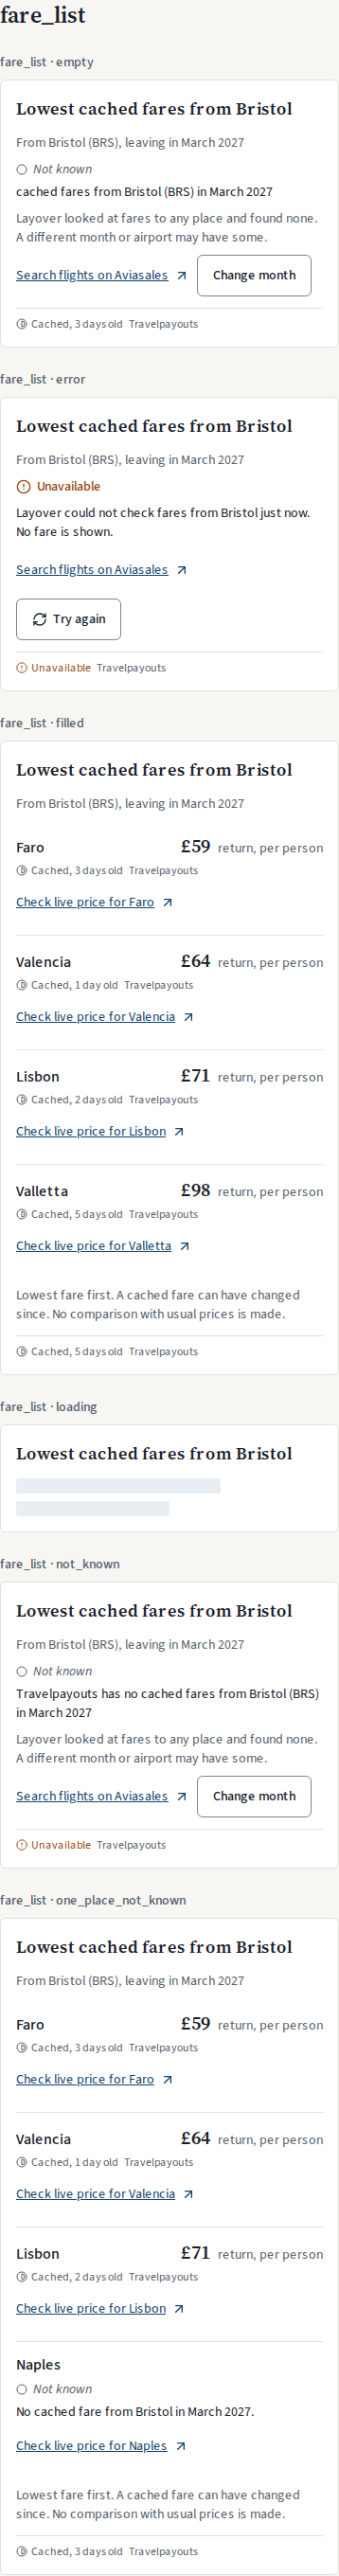 fare_list
fare_list · empty
Lowest cached fares from Bristol
From Bristol (BRS), leaving in March 2027
Not known
cached fares from Bristol (BRS) in March 2027
Layover looked at fares to any place and found none.
A different month or airport may have some.
Search flights on Aviasales
Change month
Cached, 3 days old Travelpayouts
fare_list · error
Lowest cached fares from Bristol
From Bristol (BRS), leaving in March 2027
Unavailable
Layover could not check fares from Bristol just now.
No fare is shown.
Search flights on Aviasales
Try again
Unavailable Travelpayouts
fare_list · filled
Lowest cached fares from Bristol
From Bristol (BRS), leaving in March 2027
Faro £59 return, per person
Cached, 3 days old Travelpayouts
Check live price for Faro
Valencia £64 return, per person
Cached, 1 day old Travelpayouts
Check live price for Valencia
Lisbon £71 return, per person
Cached, 2 days old Travelpayouts
Check live price for Lisbon
Valletta £98 return, per person
Cached, 5 days old Travelpayouts
Check live price for Valletta
Lowest fare first. A cached fare can have changed
since. No comparison with usual prices is made.
Cached, 5 days old Travelpayouts
fare_list · loading
Lowest cached fares from Bristol
fare_list · not_known
Lowest cached fares from Bristol
From Bristol (BRS), leaving in March 2027
Not known
Travelpayouts has no cached fares from Bristol (BRS)
in March 2027
Layover looked at fares to any place and found none.
A different month or airport may have some.
Search flights on Aviasales
Change month
Unavailable Travelpayouts
fare_list · one_place_not_known
Lowest cached fares from Bristol
From Bristol (BRS), leaving in March 2027
Faro £59 return, per person
Cached, 3 days old Travelpayouts
Check live price for Faro
Valencia £64 return, per person
Cached, 1 day old Travelpayouts
Check live price for Valencia
Lisbon £71 return, per person
Cached, 2 days old Travelpayouts
Check live price for Lisbon
Naples
Not known
No cached fare from Bristol in March 2027.
Check live price for Naples
Lowest fare first. A cached fare can have changed
since. No comparison with usual prices is made.
Cached, 3 days old Travelpayouts